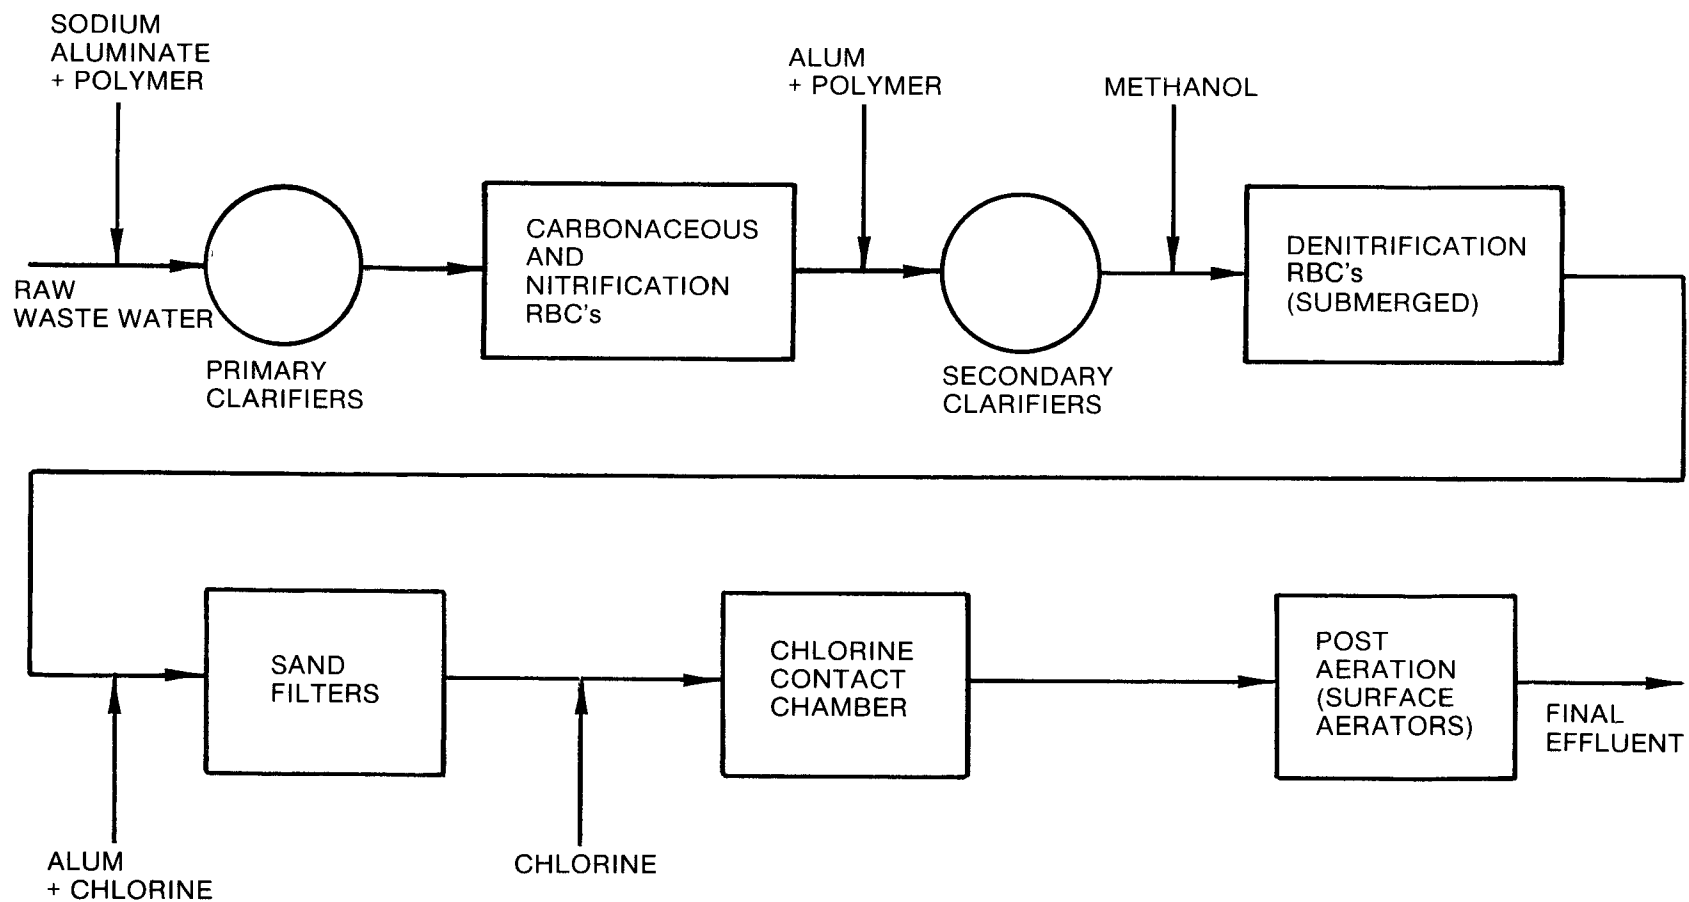 SODIUM
ALUMINATE
+ POLYMER
ALUM
+ POLYMER
METHANOL
RAW
WASTE WATER
PRIMARY
CLARIFIERS
CARBONACEOUS
AND
NITRIFICATION
RBC's
SECONDARY
CLARIFIERS
DENITRIFICATION
RBC's
(SUBMERGED)
SAND
FILTERS
CHLORINE
CONTACT
CHAMBER
POST
AERATION
(SURFACE
AERATORS)
FINAL
EFFLUENT
ALUM
+ CHLORINE
CHLORINE